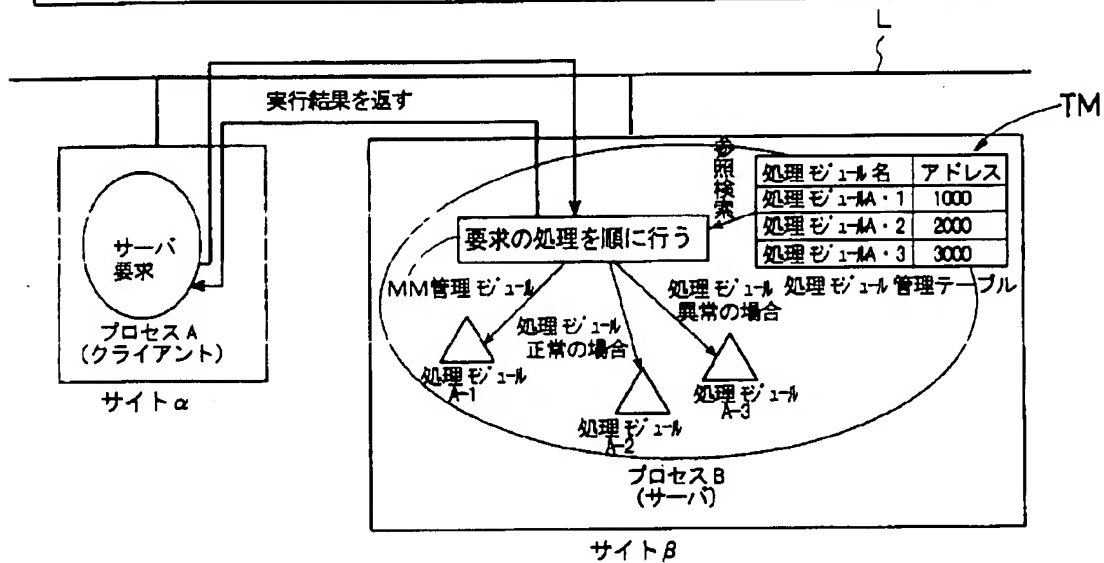 L
TM
実行結果を返す
サーバ
要求
プロセスA
(クライアント)
サイトα
参照検索
処理モジュール名 アドレス
処理モジュールA・1 1000
処理モジュールA・2 2000
処理モジュールA・3 3000
処理モジュール管理テーブル
要求の処理を順に行う
MM管理モジュール
処理モジュール
正常の場合
処理モジュール
異常の場合
処理モジュール
A-1
処理モジュール
A-2
処理モジュール
A-3
プロセスB
(サーバ)
サイトβ